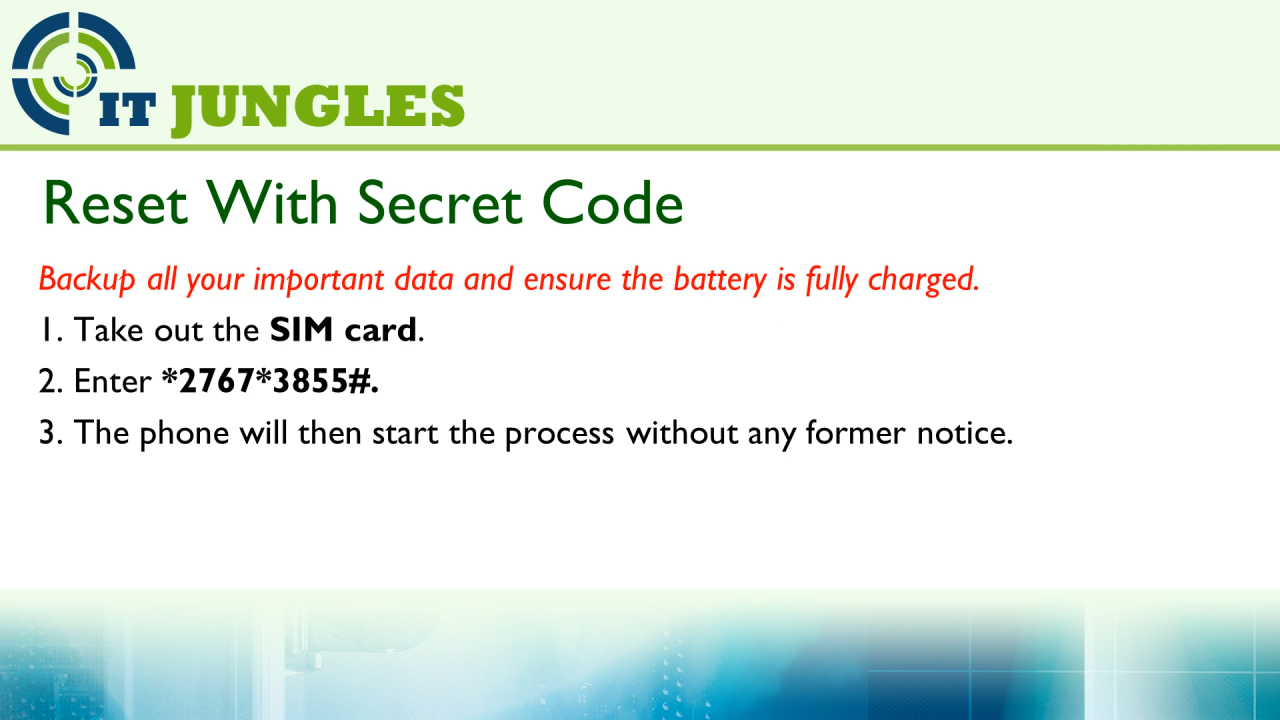 IT JUNGLES
Reset With Secret Code
Backup all your important data and ensure the battery is fully charged.
1. Take out the SIM card.
2. Enter *2767*3855#.
3. The phone will then start the process without any former notice.